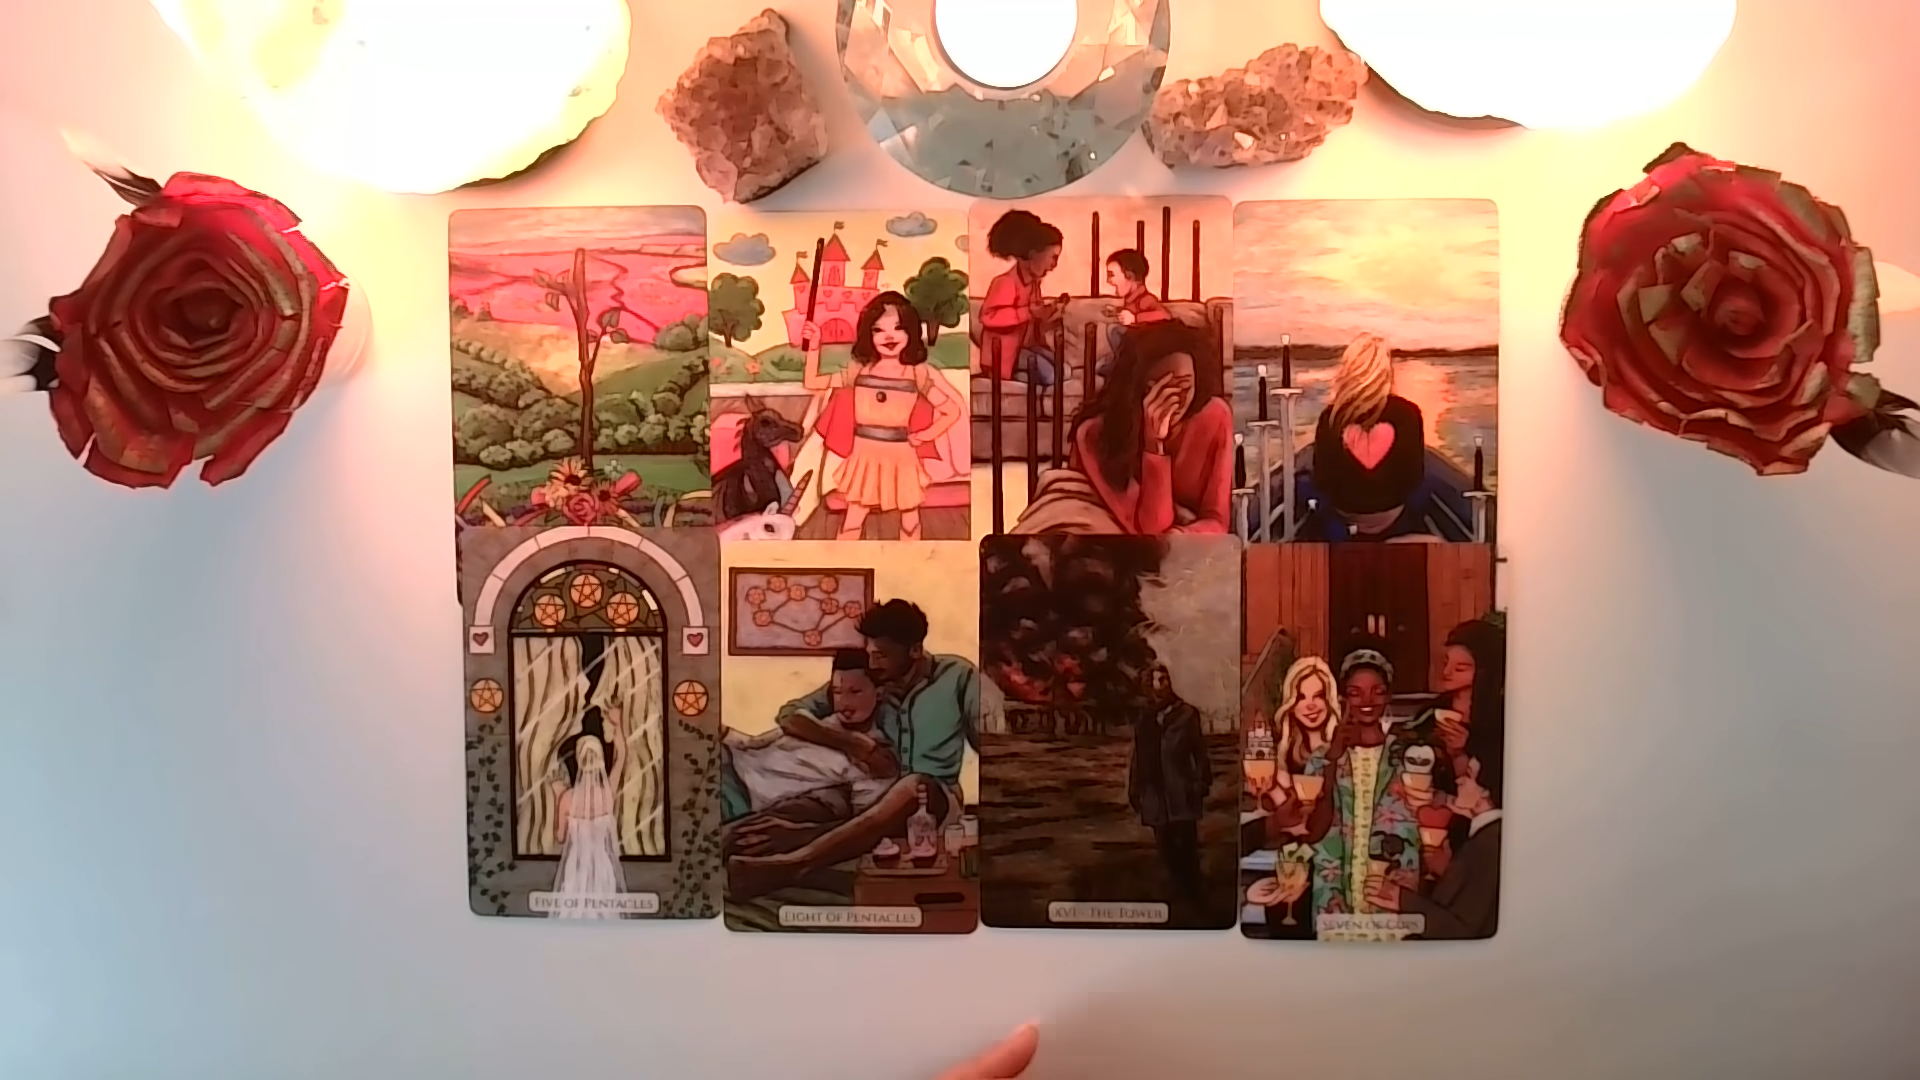 FIVE OF PENTACLES
EIGHT OF PENTACLES
XVI - THE TOWER
SEVEN OF CUPS